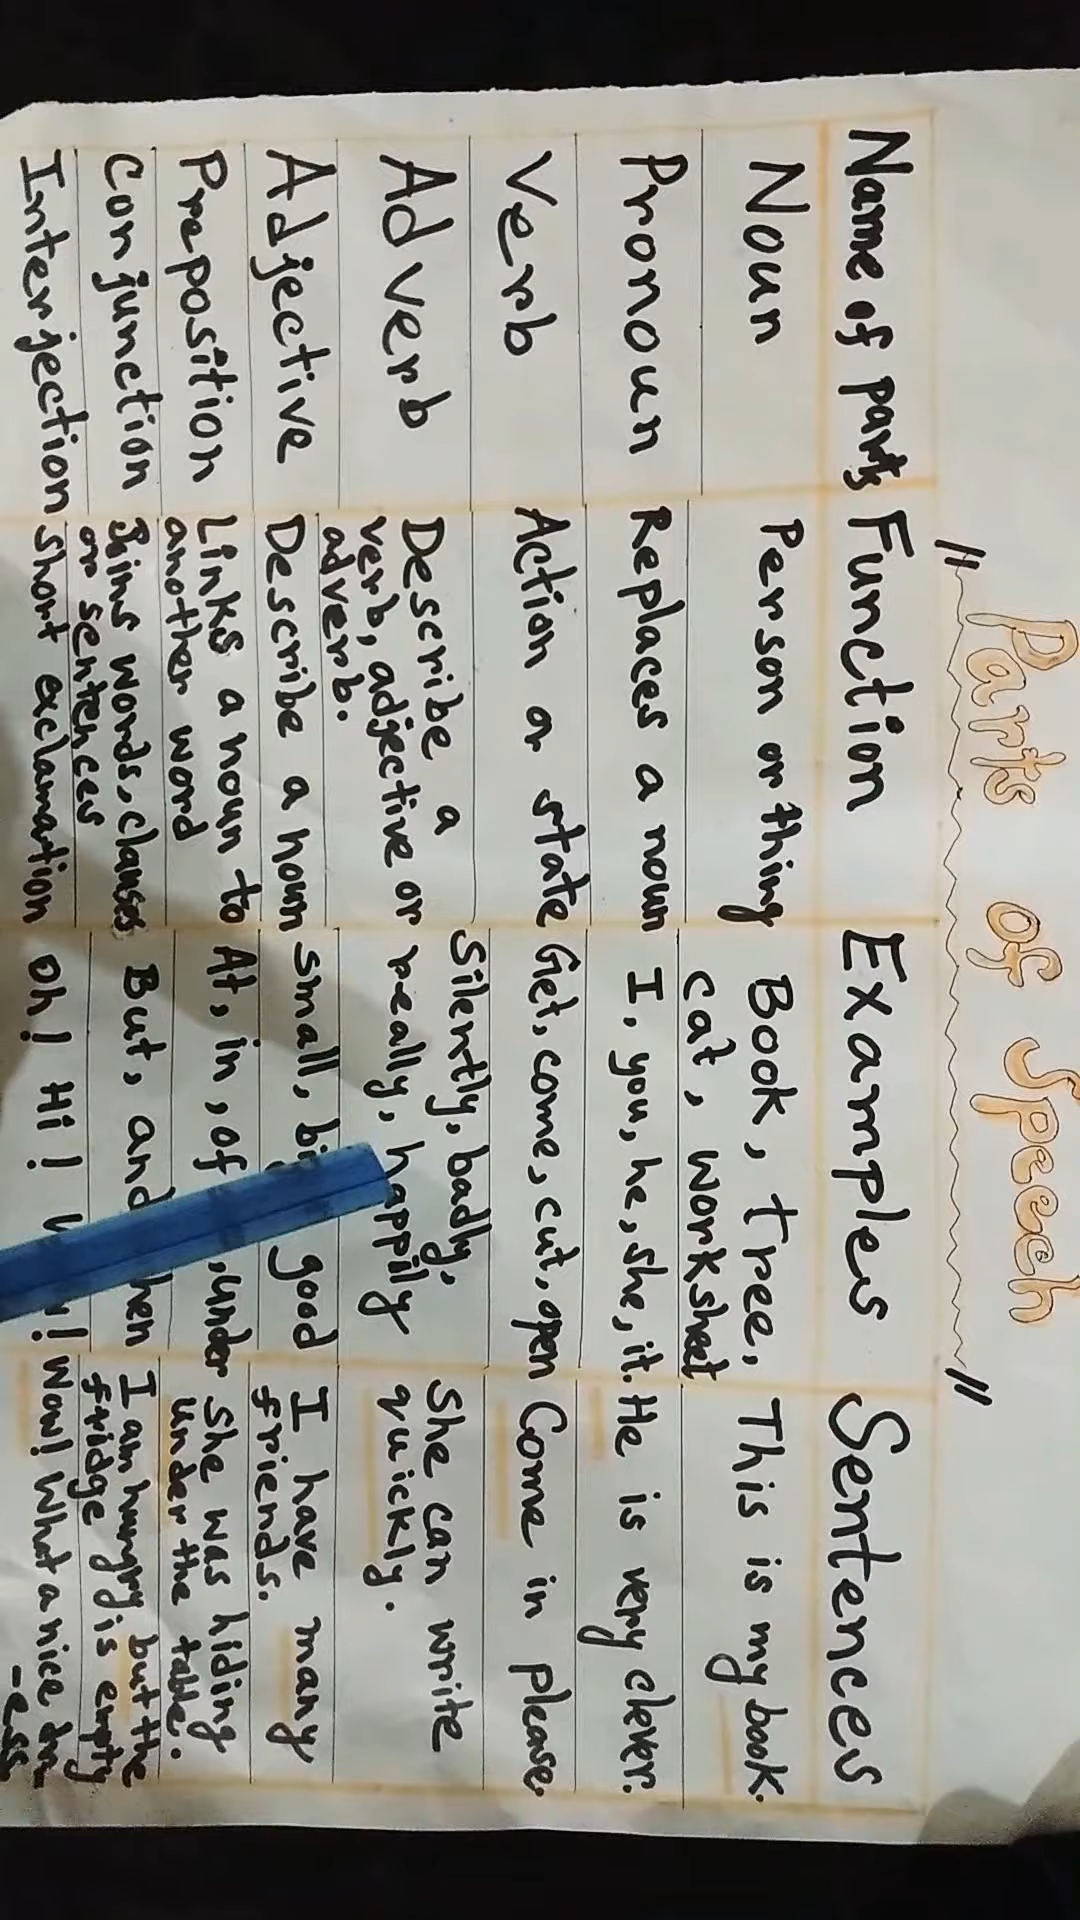 "Parts of Speech"
Name of parts Function Examples Sentences
Noun Person or thing Book, tree, This is my book.
cat, worksheet
Pronoun Replaces a noun I, you, he, she, it. He is very clever.
Verb Action or state Get, come, cut, open Come in please.
Adverb Describe a Silently, badly, She can write
verb, adjective or really, happily quickly.
adverb.
Adjective Describe a noun small, good I have many
friends.
Preposition Links a noun to At, in, of, under She was hiding
another word under the table.
Conjunction Joins words, clauses But, and I am hungry but the
or sentences fridge is empty
Interjection short exclamation oh! Hi! Wow! What a nice dr-
-ess